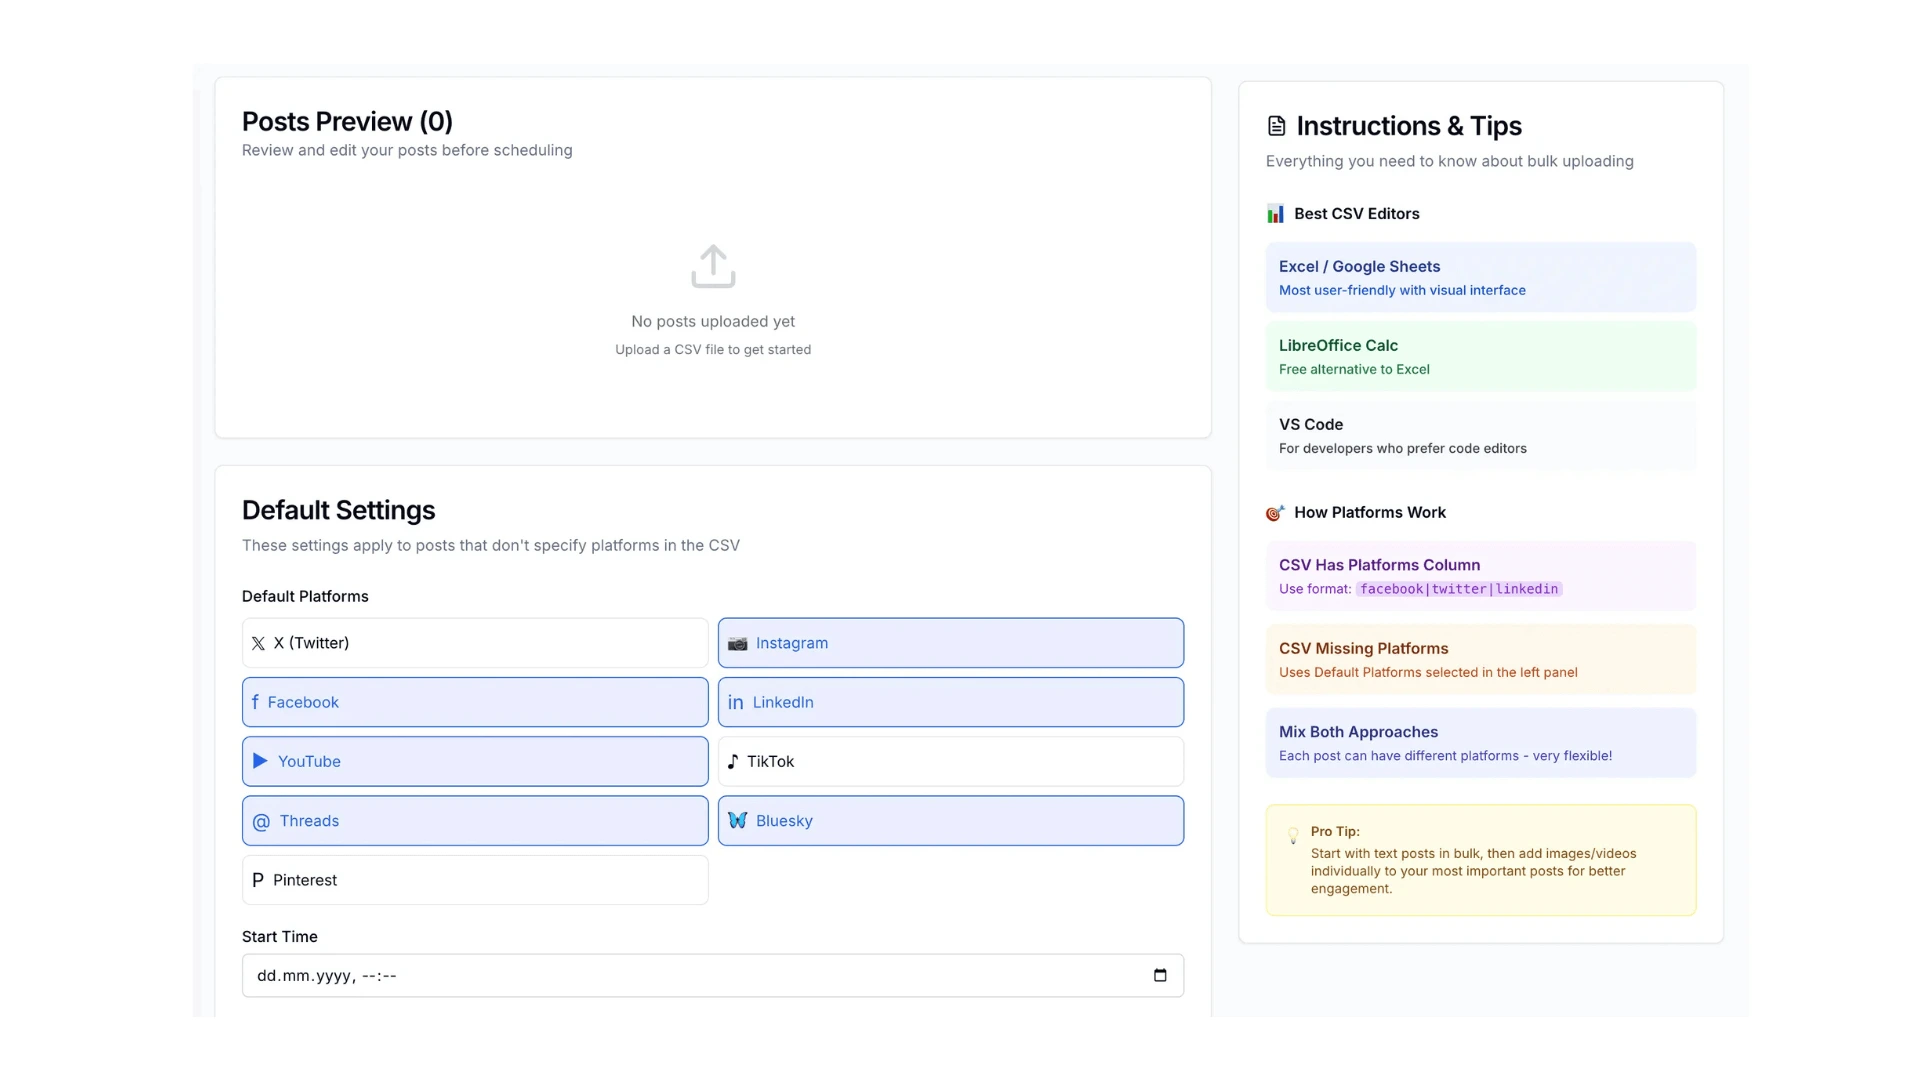 Posts Preview (0)
Review and edit your posts before scheduling
No posts uploaded yet
Upload a CSV file to get started
Default Settings
These settings apply to posts that don't specify platforms in the CSV
Default Platforms
𝕏 X (Twitter)
Instagram
f Facebook
in LinkedIn
YouTube
TikTok
@ Threads
Bluesky
P Pinterest
Start Time
dd.mm.yyyy, --:--
Instructions & Tips
Everything you need to know about bulk uploading
Best CSV Editors
Excel / Google Sheets
Most user-friendly with visual interface
LibreOffice Calc
Free alternative to Excel
VS Code
For developers who prefer code editors
How Platforms Work
CSV Has Platforms Column
Use format: facebook|twitter|linkedin
CSV Missing Platforms
Uses Default Platforms selected in the left panel
Mix Both Approaches
Each post can have different platforms - very flexible!
Pro Tip:
Start with text posts in bulk, then add images/videos
individually to your most important posts for better
engagement.